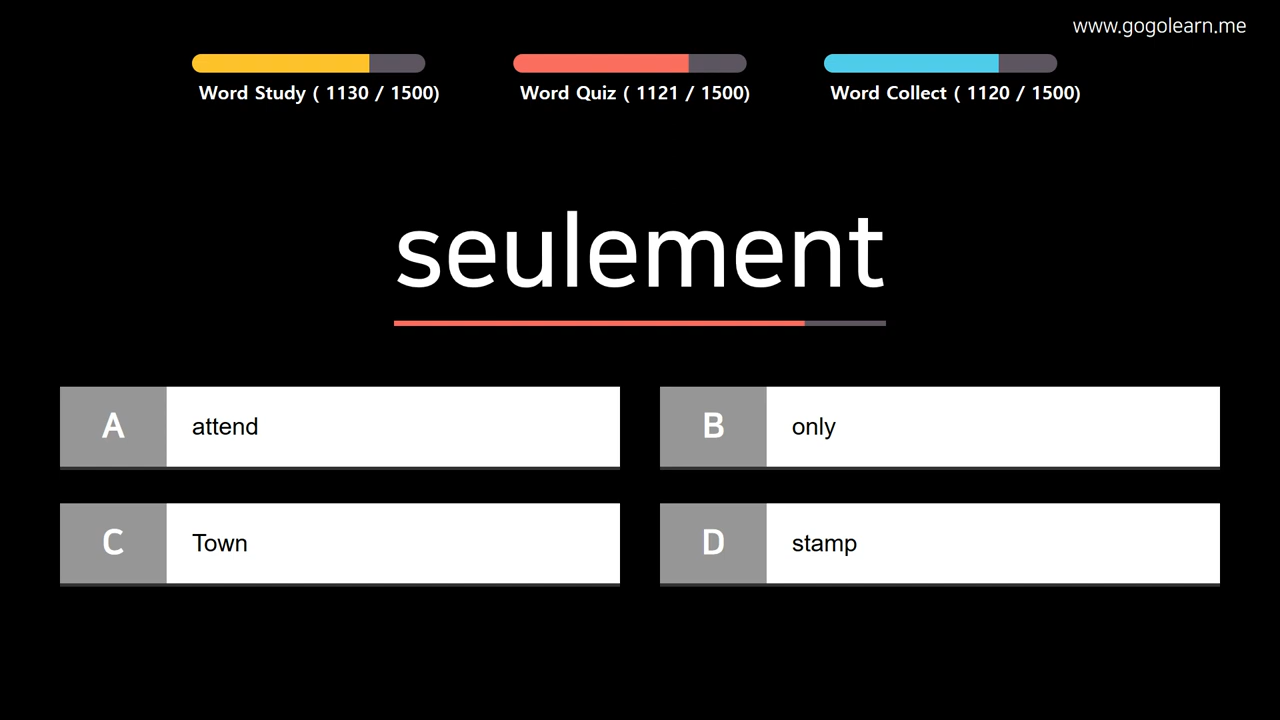 www.gogolearn.me
Word Study ( 1130 / 1500)
Word Quiz ( 1121 / 1500)
Word Collect ( 1120 / 1500)
seulement
A attend
B only
C Town
D stamp